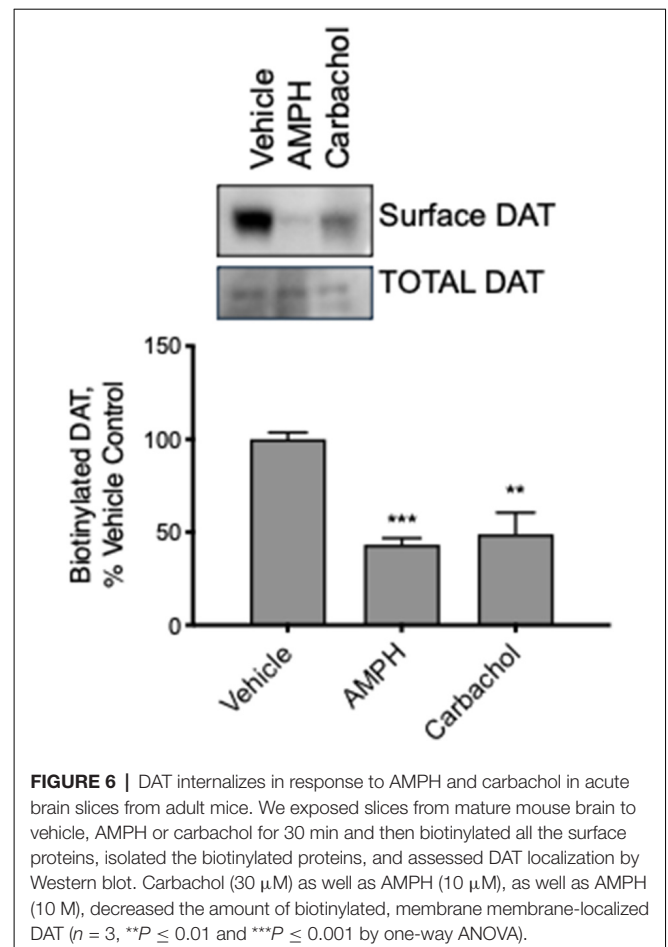 Vehicle
AMPH
Carbachol
Surface DAT
TOTAL DAT
Biotinylated DAT,
% Vehicle Control
150
100
50
0
***
**
Vehicle
AMPH
Carbachol
FIGURE 6 | DAT internalizes in response to AMPH and carbachol in acute
brain slices from adult mice. We exposed slices from mature mouse brain to
vehicle, AMPH or carbachol for 30 min and then biotinylated all the surface
proteins, isolated the biotinylated proteins, and assessed DAT localization by
Western blot. Carbachol (30 μM) as well as AMPH (10 μM), as well as AMPH
(10 M), decreased the amount of biotinylated, membrane membrane-localized
DAT (n = 3, **P ≤ 0.01 and ***P ≤ 0.001 by one-way ANOVA).